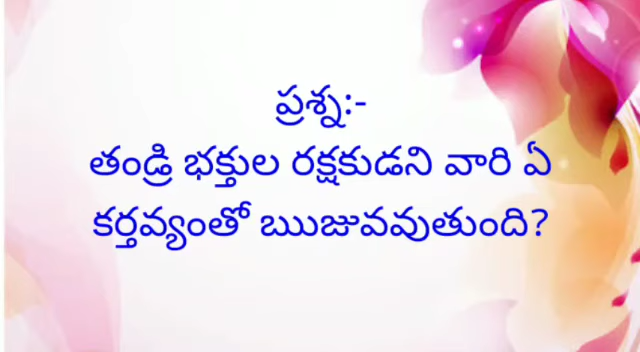 ప్రశ్న:-
తండ్రి భక్తుల రక్షకుడని వారి ఏ
కర్తవ్యంతో ఋజువవుతుంది?